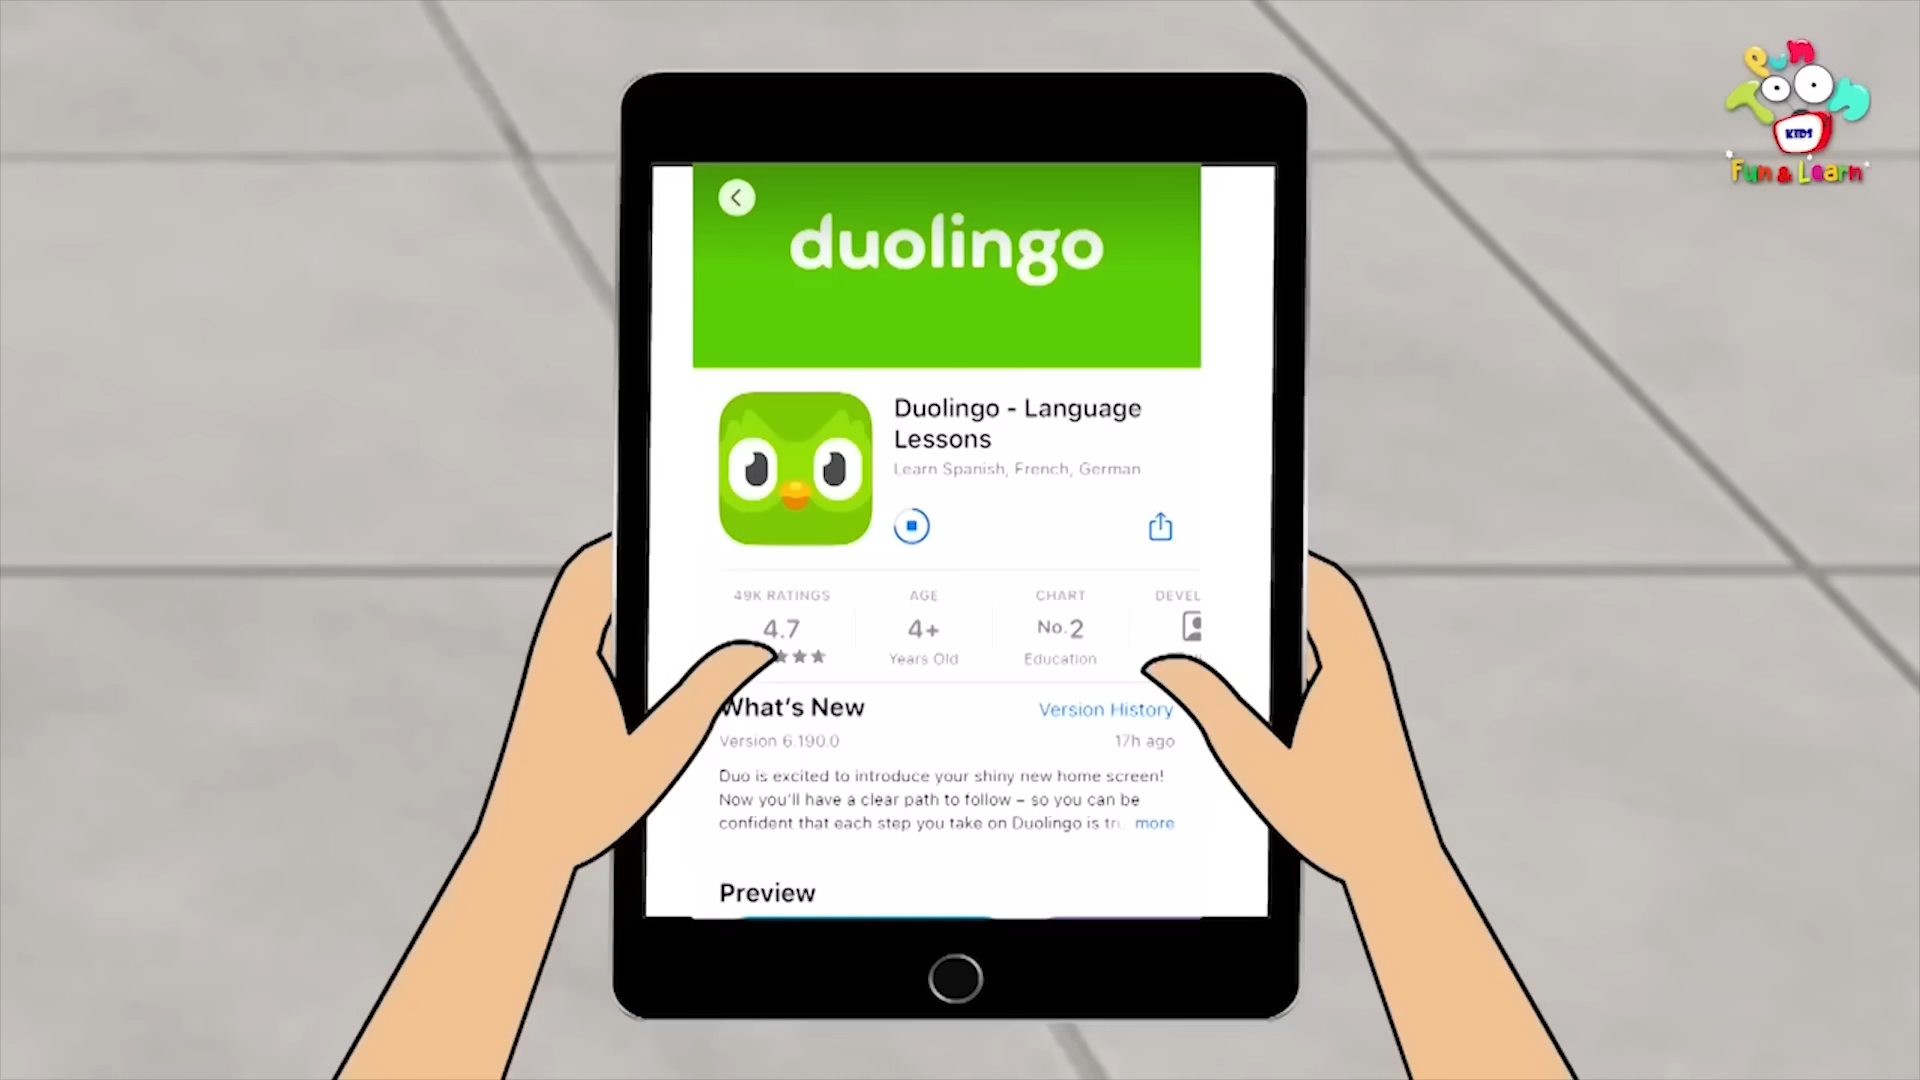 Pun
Toon
KIDS
Fun & Learn
duolingo
Duolingo - Language
Lessons
Learn Spanish, French, German
49K RATINGS
AGE
CHART
DEVEL
4.7
4+
No. 2
Years Old
Education
What's New
Version History
Version 6.190.0
17h ago
Duo is excited to introduce your shiny new home screen!
Now you'll have a clear path to follow – so you can be
confident that each step you take on Duolingo is tru more
Preview